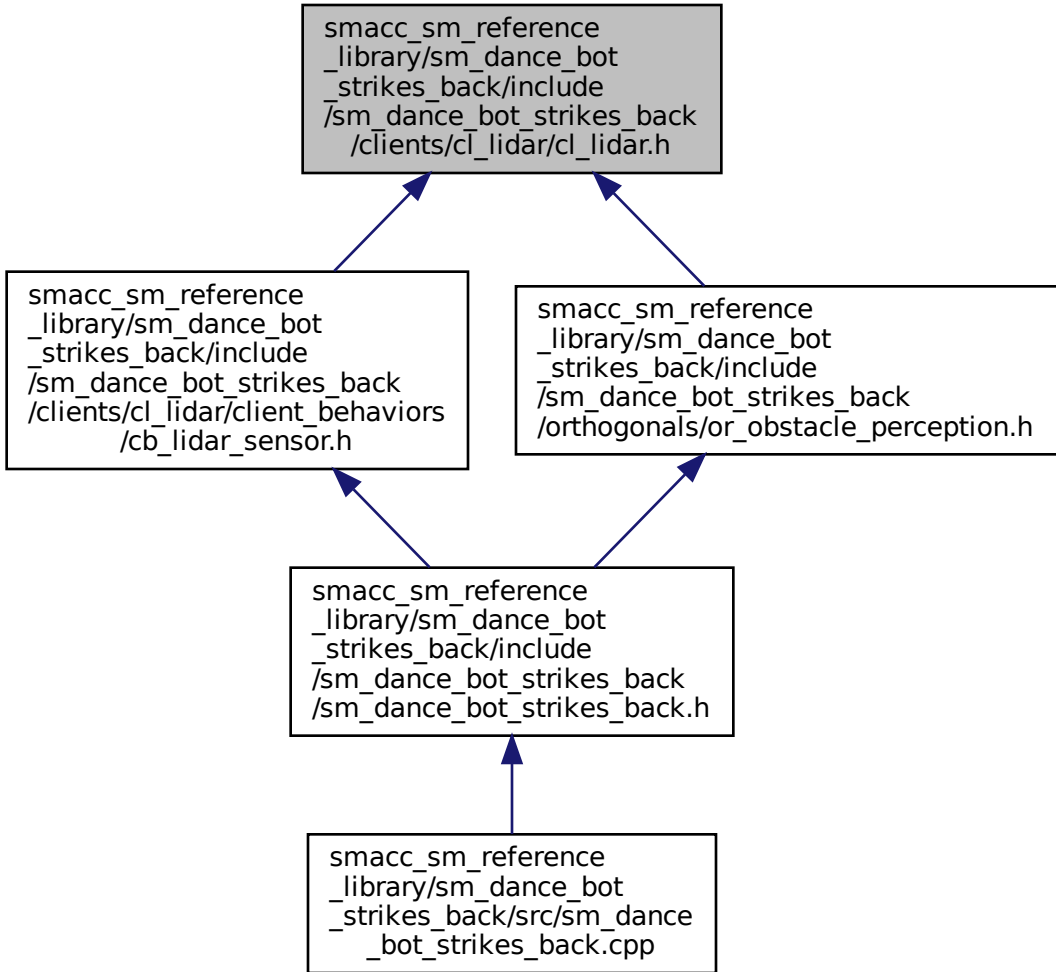 smacc_sm_reference
_library/sm_dance_bot
_strikes_back/include
/sm_dance_bot_strikes_back
/clients/cl_lidar/cl_lidar.h
smacc_sm_reference
_library/sm_dance_bot
_strikes_back/include
/sm_dance_bot_strikes_back
/clients/cl_lidar/client_behaviors
/cb_lidar_sensor.h
smacc_sm_reference
_library/sm_dance_bot
_strikes_back/include
/sm_dance_bot_strikes_back
/orthogonals/or_obstacle_perception.h
smacc_sm_reference
_library/sm_dance_bot
_strikes_back/include
/sm_dance_bot_strikes_back
/sm_dance_bot_strikes_back.h
smacc_sm_reference
_library/sm_dance_bot
_strikes_back/src/sm_dance
_bot_strikes_back.cpp